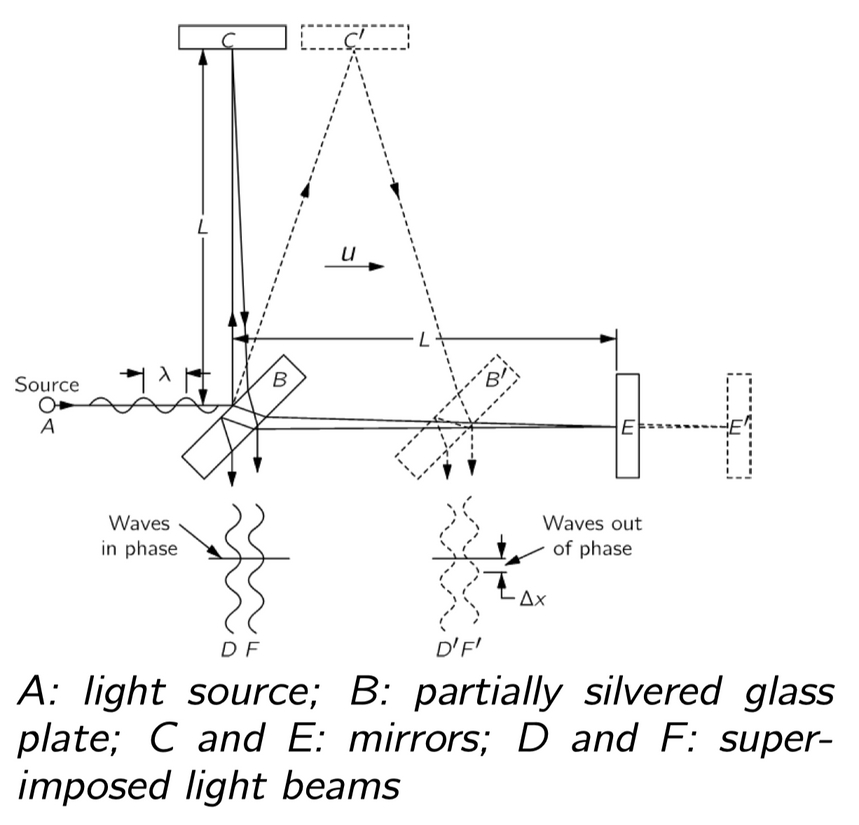 C C′
L
u
L
λ
B B′
Source
A
E E′
Waves
in phase
Waves out
of phase
Δx
D F D′ F′
A: light source; B: partially silvered glass
plate; C and E: mirrors; D and F: super-
imposed light beams